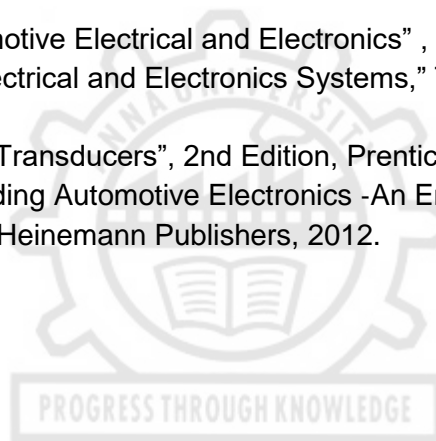 motive Electrical and Electronics” ,
ectrical and Electronics Systems,”
Transducers”, 2nd Edition, Prentic
ding Automotive Electronics -An E
Heinemann Publishers, 2012.
PROGRESS THROUGH KNOWLEDGE